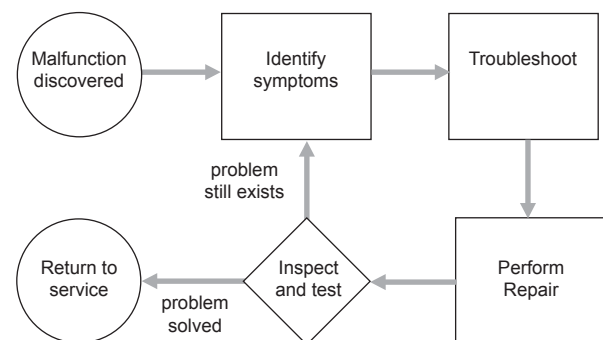 Malfunction
discovered
Identify
symptoms
Troubleshoot
problem
still exists
Return to
service
problem
solved
Inspect
and test
Perform
Repair